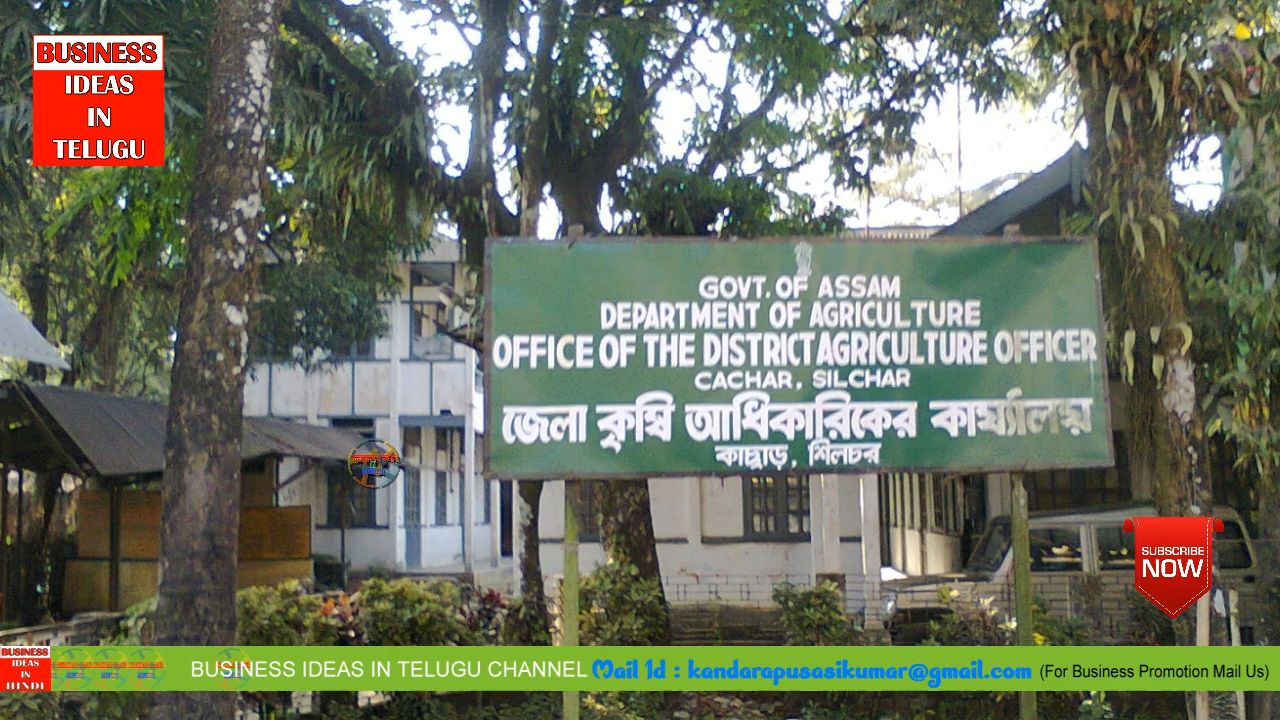 BUSINESS
IDEAS
IN
TELUGU
GOVT. OF ASSAM
DEPARTMENT OF AGRICULTURE
OFFICE OF THE DISTRICT AGRICULTURE OFFICER
CACHAR, SILCHAR
জেলা কৃষি আধিকাৰিকের কাৰ্য্যালয়
কাছাড়, শিলচর
SUBSCRIBE
NOW
BUSINESS
IDEAS
IN
HINDI
BUSINESS IDEAS IN TELUGU CHANNEL Mail Id : kandarapusasikumar@gmail.com (For Business Promotion Mail Us)